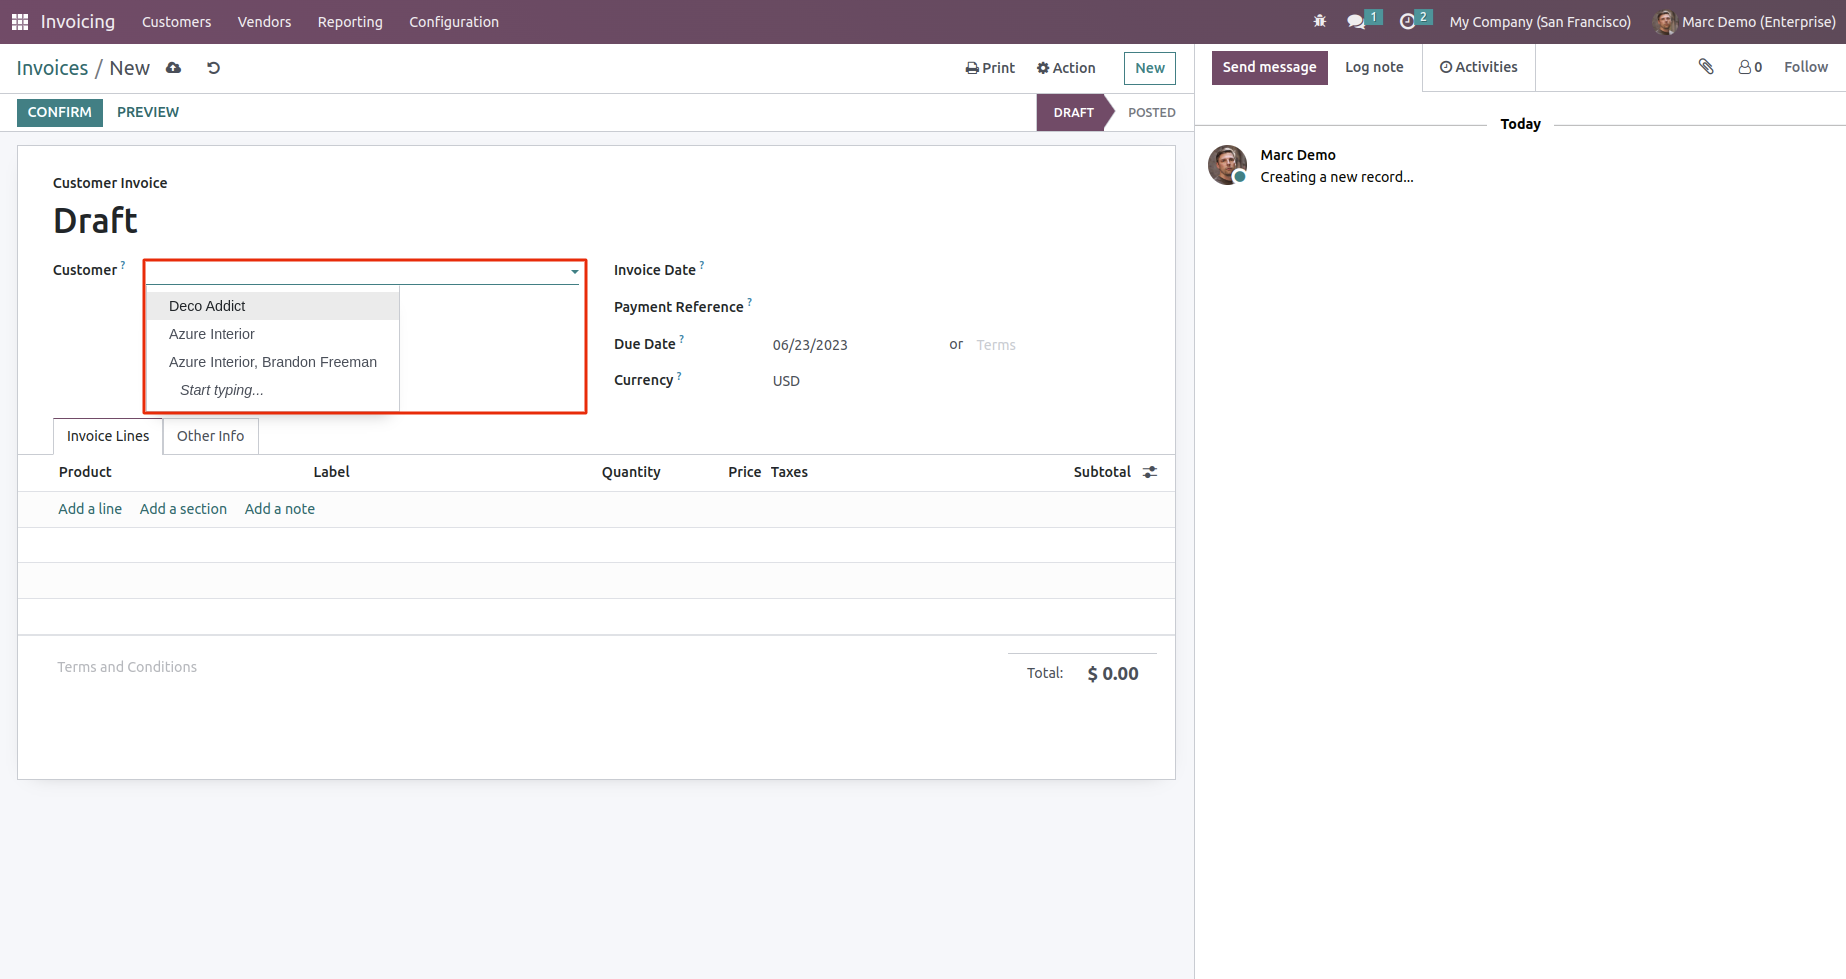 Invoicing Customers Vendors Reporting Configuration 1 2 My Company (San Francisco) Marc Demo (Enterprise)
Invoices / New Print Action New
Send message Log note Activities 0 Follow
CONFIRM PREVIEW DRAFT POSTED
Today
Marc Demo
Creating a new record...
Customer Invoice
Draft
Customer ?
Deco Addict
Azure Interior
Azure Interior, Brandon Freeman
Start typing...
Invoice Date ?
Payment Reference ?
Due Date ? 06/23/2023 or Terms
Currency ? USD
Invoice Lines Other Info
Product Label Quantity Price Taxes Subtotal
Add a line Add a section Add a note
Terms and Conditions
Total: $ 0.00